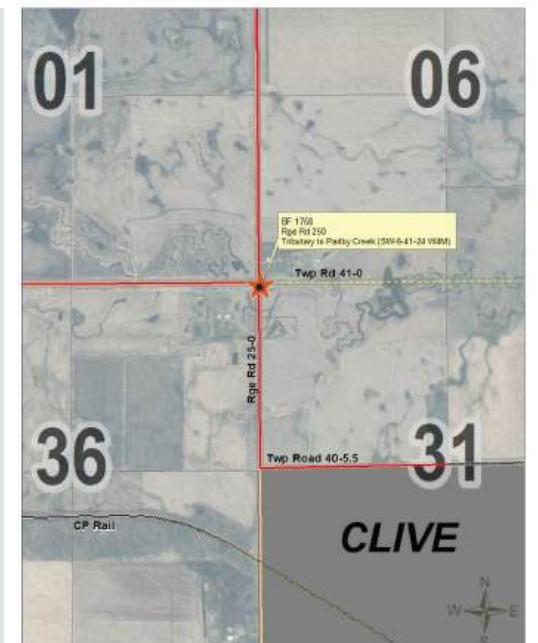 01
06
BF 1758
Rge Rd 250
Tributary to Parlby Creek (SW-6-41-24 W4M)
Twp Rd 41-0
Rge Rd 25-0
36
Twp Road 40-5.5
31
CP Rail
CLIVE
N
W
E
S